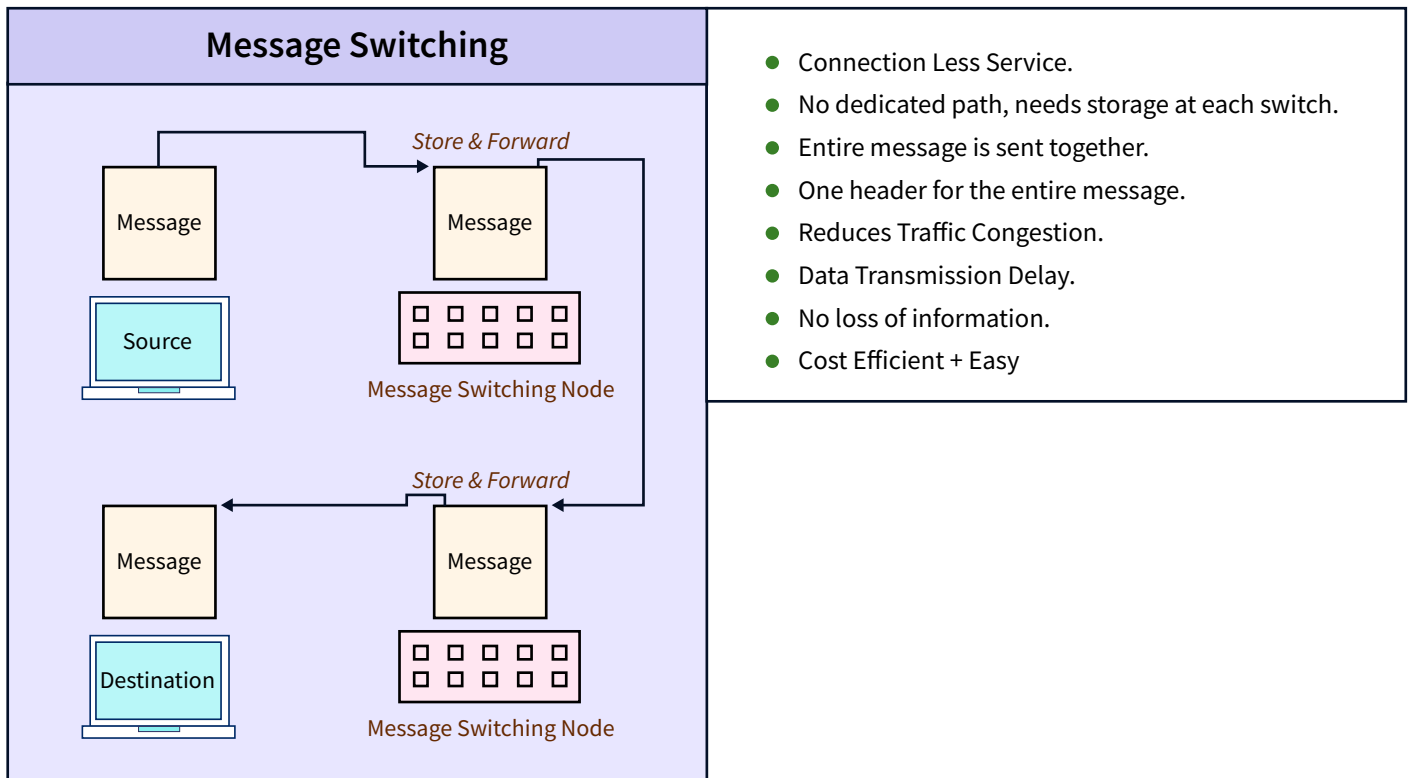 Message Switching
Store & Forward
Message
Message
Source
Message Switching Node
Store & Forward
Message
Message
Destination
Message Switching Node
Connection Less Service.
No dedicated path, needs storage at each switch.
Entire message is sent together.
One header for the entire message.
Reduces Traffic Congestion.
Data Transmission Delay.
No loss of information.
Cost Efficient + Easy